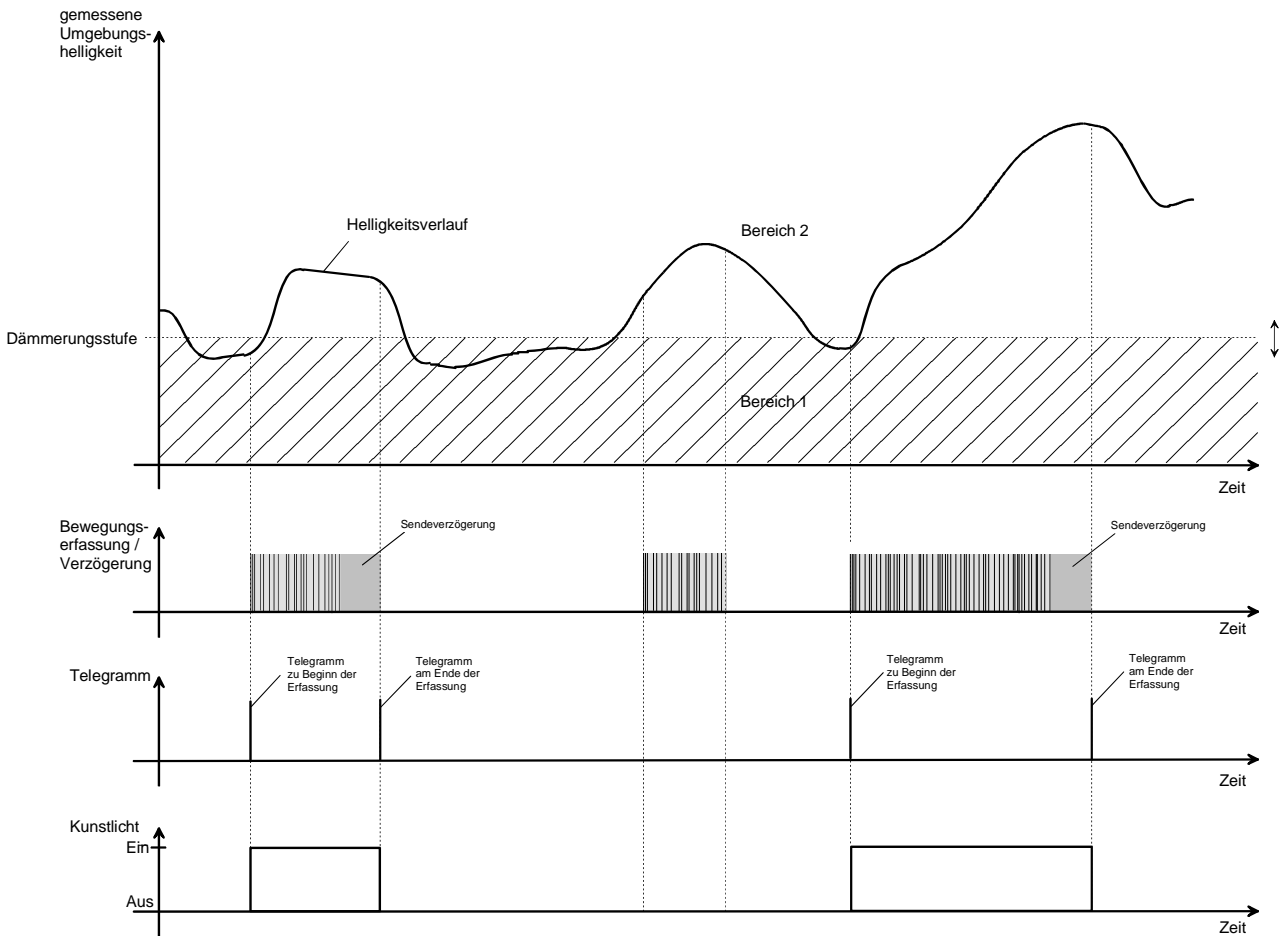 gemessene
Umgebungs-
helligkeit
Helligkeitsverlauf
Bereich 2
Dämmerungsstufe
Bereich 1
Zeit
Bewegungs-
erfassung /
Verzögerung
Sendeverzögerung
Sendeverzögerung
Zeit
Telegramm
Telegramm
zu Beginn der
Erfassung
Telegramm
am Ende der
Erfassung
Telegramm
zu Beginn der
Erfassung
Telegramm
am Ende der
Erfassung
Zeit
Kunstlicht
Ein
Aus
Zeit